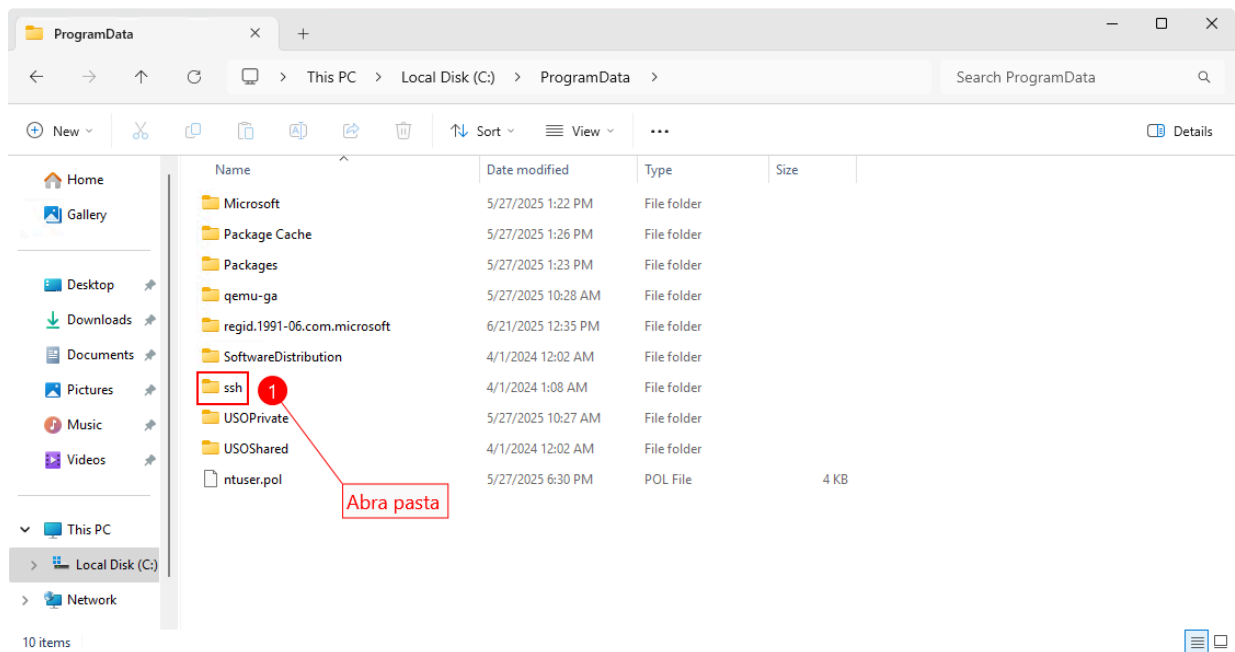 ProgramData
This PC > Local Disk (C:) > ProgramData >
Search ProgramData
New
Sort
View
...
Details
Name Date modified Type Size
Home
Gallery
Desktop
Downloads
Documents
Pictures
Music
Videos
This PC
Local Disk (C:)
Network
Microsoft 5/27/2025 1:22 PM File folder
Package Cache 5/27/2025 1:26 PM File folder
Packages 5/27/2025 1:23 PM File folder
qemu-ga 5/27/2025 10:28 AM File folder
regid.1991-06.com.microsoft 6/21/2025 12:35 PM File folder
SoftwareDistribution 4/1/2024 12:02 AM File folder
ssh 1 4/1/2024 1:08 AM File folder
USOPrivate 5/27/2025 10:27 AM File folder
USOShared 4/1/2024 12:02 AM File folder
ntuser.pol 5/27/2025 6:30 PM POL File 4 KB
Abra pasta
10 items